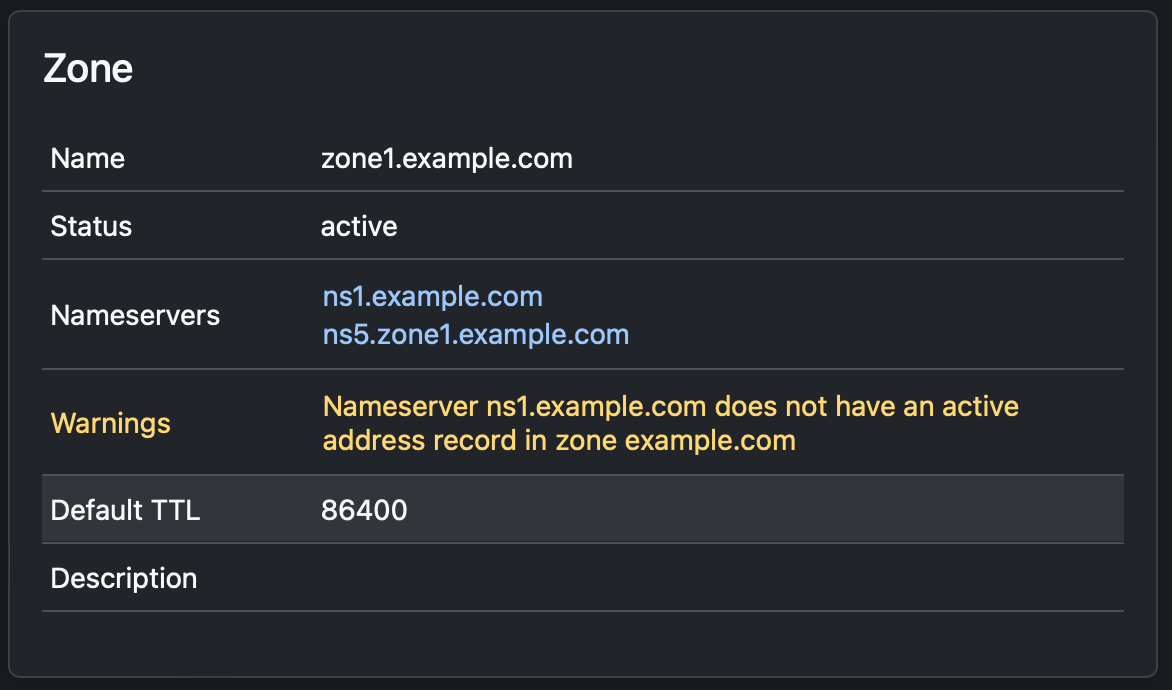 Zone
Name zone1.example.com
Status active
Nameservers ns1.example.com
ns5.zone1.example.com
Warnings Nameserver ns1.example.com does not have an active
address record in zone example.com
Default TTL 86400
Description